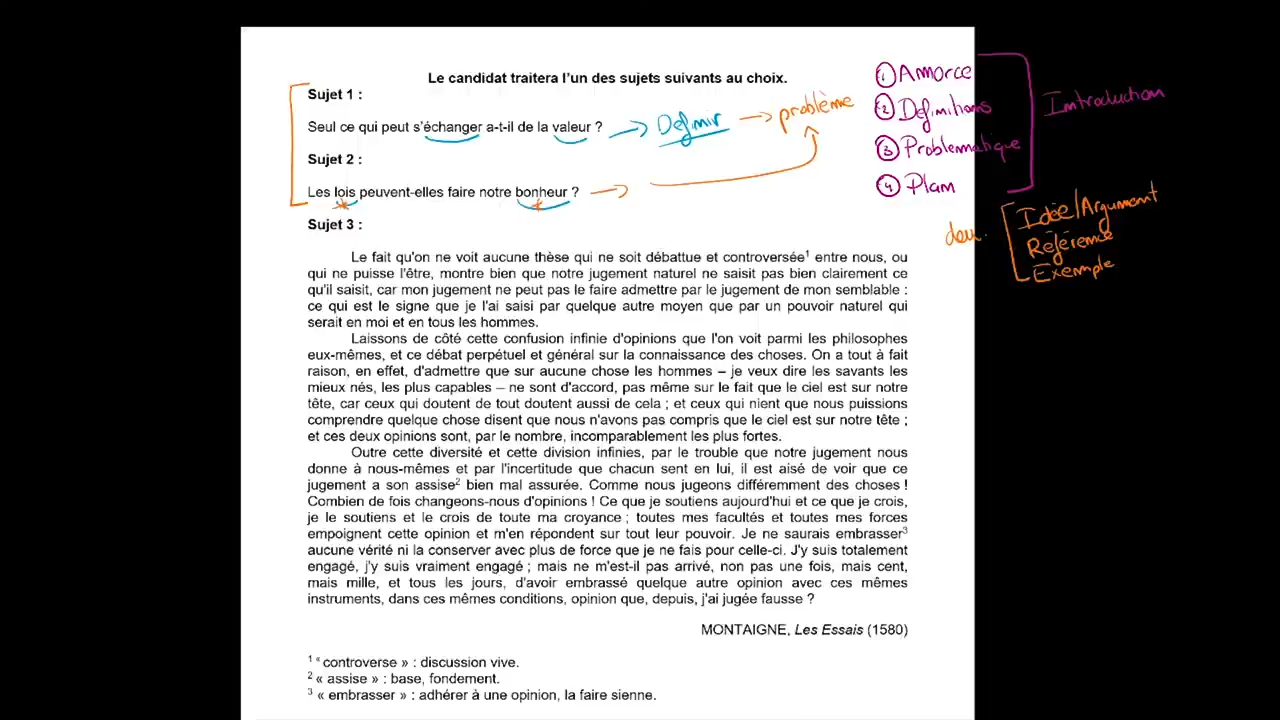 Le candidat traitera l'un des sujets suivants au choix.
Sujet 1 :
Seul ce qui peut s'échanger a-t-il de la valeur ? → Définir → problème
Sujet 2 :
Les lois peuvent-elles faire notre bonheur ? →
Sujet 3 :
Le fait qu'on ne voit aucune thèse qui ne soit débattue et controversée¹ entre nous, ou
qui ne puisse l'être, montre bien que notre jugement naturel ne saisit pas bien clairement ce
qu'il saisit, car mon jugement ne peut pas le faire admettre par le jugement de mon semblable :
ce qui est le signe que je l'ai saisi par quelque autre moyen que par un pouvoir naturel qui
serait en moi et en tous les hommes.
Laissons de côté cette confusion infinie d'opinions que l'on voit parmi les philosophes
eux-mêmes, et ce débat perpétuel et général sur la connaissance des choses. On a tout à fait
raison, en effet, d'admettre que sur aucune chose les hommes – je veux dire les savants les
mieux nés, les plus capables – ne sont d'accord, pas même sur le fait que le ciel est sur notre
tête, car ceux qui doutent de tout doutent aussi de cela ; et ceux qui nient que nous puissions
comprendre quelque chose disent que nous n'avons pas compris que le ciel est sur notre tête ;
et ces deux opinions sont, par le nombre, incomparablement les plus fortes.
Outre cette diversité et cette division infinies, par le trouble que notre jugement nous
donne à nous-mêmes et par l'incertitude que chacun sent en lui, il est aisé de voir que ce
jugement a son assise² bien mal assurée. Comme nous jugeons différemment des choses !
Combien de fois changeons-nous d'opinions ! Ce que je soutiens aujourd'hui et ce que je crois,
je le soutiens et le crois de toute ma croyance ; toutes mes facultés et toutes mes forces
empoignent cette opinion et m'en répondent sur tout leur pouvoir. Je ne saurais embrasser³
aucune vérité ni la conserver avec plus de force que je ne fais pour celle-ci. J'y suis totalement
engagé, j'y suis vraiment engagé ; mais ne m'est-il pas arrivé, non pas une fois, mais cent,
mais mille, et tous les jours, d'avoir embrassé quelque autre opinion avec ces mêmes
instruments, dans ces mêmes conditions, opinion que, depuis, j'ai jugée fausse ?
MONTAIGNE, Les Essais (1580)
¹ « controverse » : discussion vive.
² « assise » : base, fondement.
³ « embrasser » : adhérer à une opinion, la faire sienne.
① Amorce
② Définitions
③ Problématique
④ Plan
Introduction
Idée/Argument
Référence
Exemple